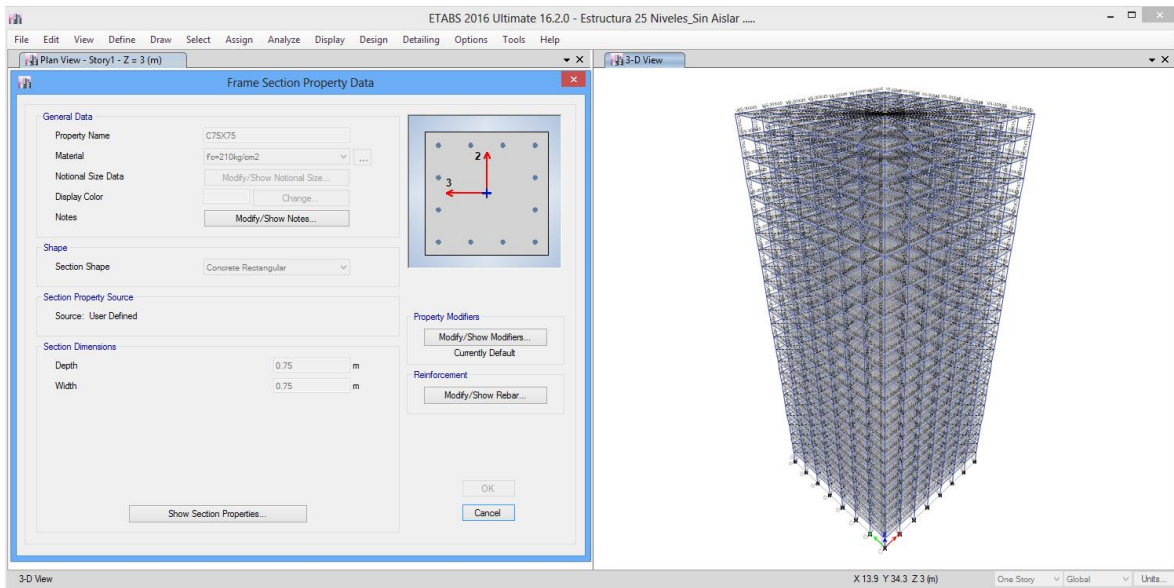 ETABS 2016 Ultimate 16.2.0 - Estructura 25 Niveles_Sin Aislar .....
File Edit View Define Draw Select Assign Analyze Display Design Detailing Options Tools Help
Plan View - Story1 - Z = 3 (m)
3-D View
Frame Section Property Data
General Data
Property Name C75X75
Material f'c=210kg/cm2 ...
Notional Size Data Modify/Show Notional Size...
Display Color Change...
Notes Modify/Show Notes...
2
3
Shape
Section Shape Concrete Rectangular
Section Property Source
Source: User Defined
Section Dimensions
Depth 0.75 m
Width 0.75 m
Show Section Properties...
Property Modifiers
Modify/Show Modifiers...
Currently Default
Reinforcement
Modify/Show Rebar...
OK
Cancel
3-D View X 13.9 Y 34.3 Z 3 (m) One Story Global Units...